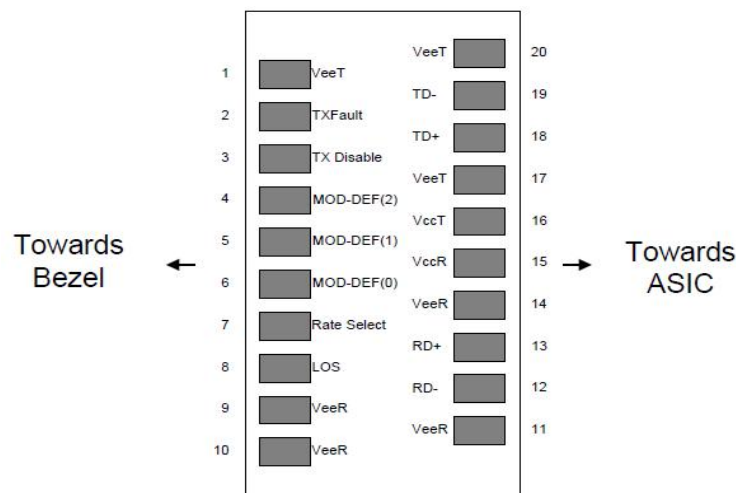 VeeT 20
1 VeeT
TD- 19
2 TXFault
TD+ 18
3 TX Disable
VeeT 17
4 MOD-DEF(2)
VccT 16
5 MOD-DEF(1)
VccR 15
6 MOD-DEF(0)
VeeR 14
7 Rate Select
RD+ 13
8 LOS
RD- 12
9 VeeR
VeeR 11
10 VeeR
Towards
Bezel
Towards
ASIC